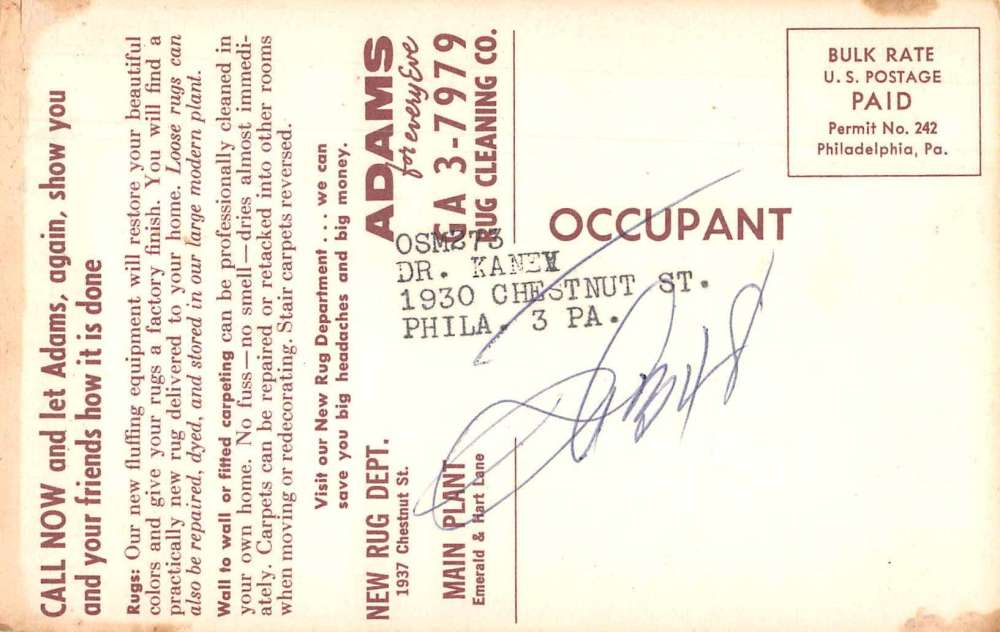 CALL NOW and let Adams, again, show you
and your friends how it is done
Rugs: Our new fluffing equipment will restore your beautiful
colors and give your rugs a factory finish. You will find a
practically new rug delivered to your home. Loose rugs can
also be repaired, dyed, and stored in our large modern plant.
Wall to wall or fitted carpeting can be professionally cleaned in
your own home. No fuss—no smell—dries almost immedi-
ately. Carpets can be repaired or retacked into other rooms
when moving or redecorating. Stair carpets reversed.
Visit our New Rug Department . . . we can
save you big headaches and big money.
NEW RUG DEPT.
1937 Chestnut St.
ADAMS
for every Eve
GA 3-7979
RUG CLEANING CO.
MAIN PLANT
Emerald & Hart Lane
BULK RATE
U. S. POSTAGE
PAID
Permit No. 242
Philadelphia, Pa.
OCCUPANT
OSM273
DR.
1930 CHESTNUT ST.
PHILA. 3 PA.